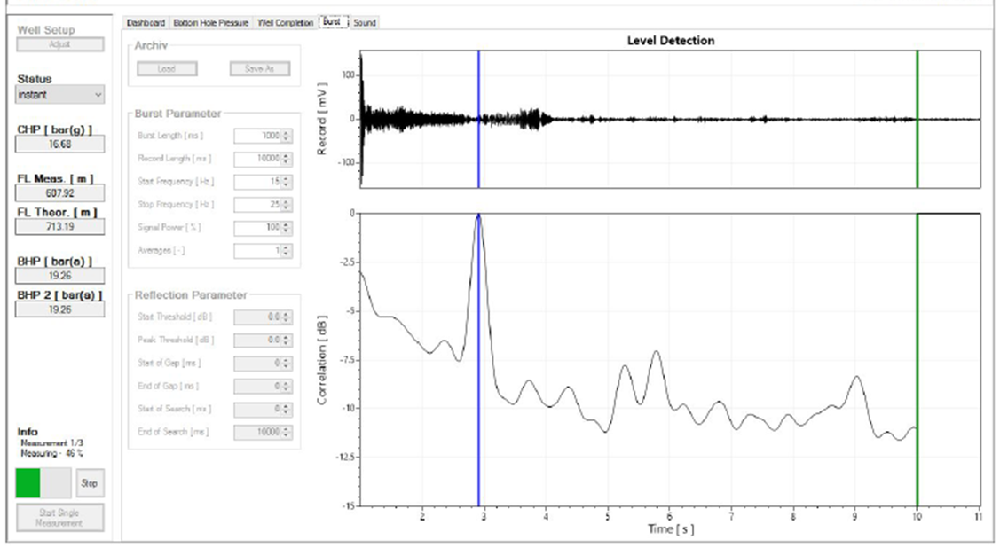 Well Setup
Adjust
Status
instant
CHP [ bar(g) ]
16.68
FL Meas. [ m ]
607.92
FL Theor. [ m ]
713.19
BHP [ bar(a) ]
19.26
BHP 2 [ bar(a) ]
19.26
Info
Measurement 1/3
Measuring - 46 %
Stop
Start Single
Measurement
Dashboard Bottom Hole Pressure Well Completion Burst Sound
Archiv
Load Save As
Burst Parameter
Burst Length [ ms ] 1000
Record Length [ ms ] 10000
Start Frequency [ Hz ] 15
Stop Frequency [ Hz ] 25
Signal Power [ % ] 100
Averages [ - ] 1
Reflection Parameter
Start Threshold [ dB ] 0.0
Peak Threshold [ dB ] 0.0
Start of Gap [ ms ] 0
End of Gap [ ms ] 0
Start of Search [ ms ] 0
End of Search [ ms ] 10000
Level Detection
Record [ mV ]
100
0
-100
Correlation [ dB ]
0
-2.5
-5
-7.5
-10
-12.5
-15
2 3 4 5 6 7 8 9 10 11
Time [ s ]